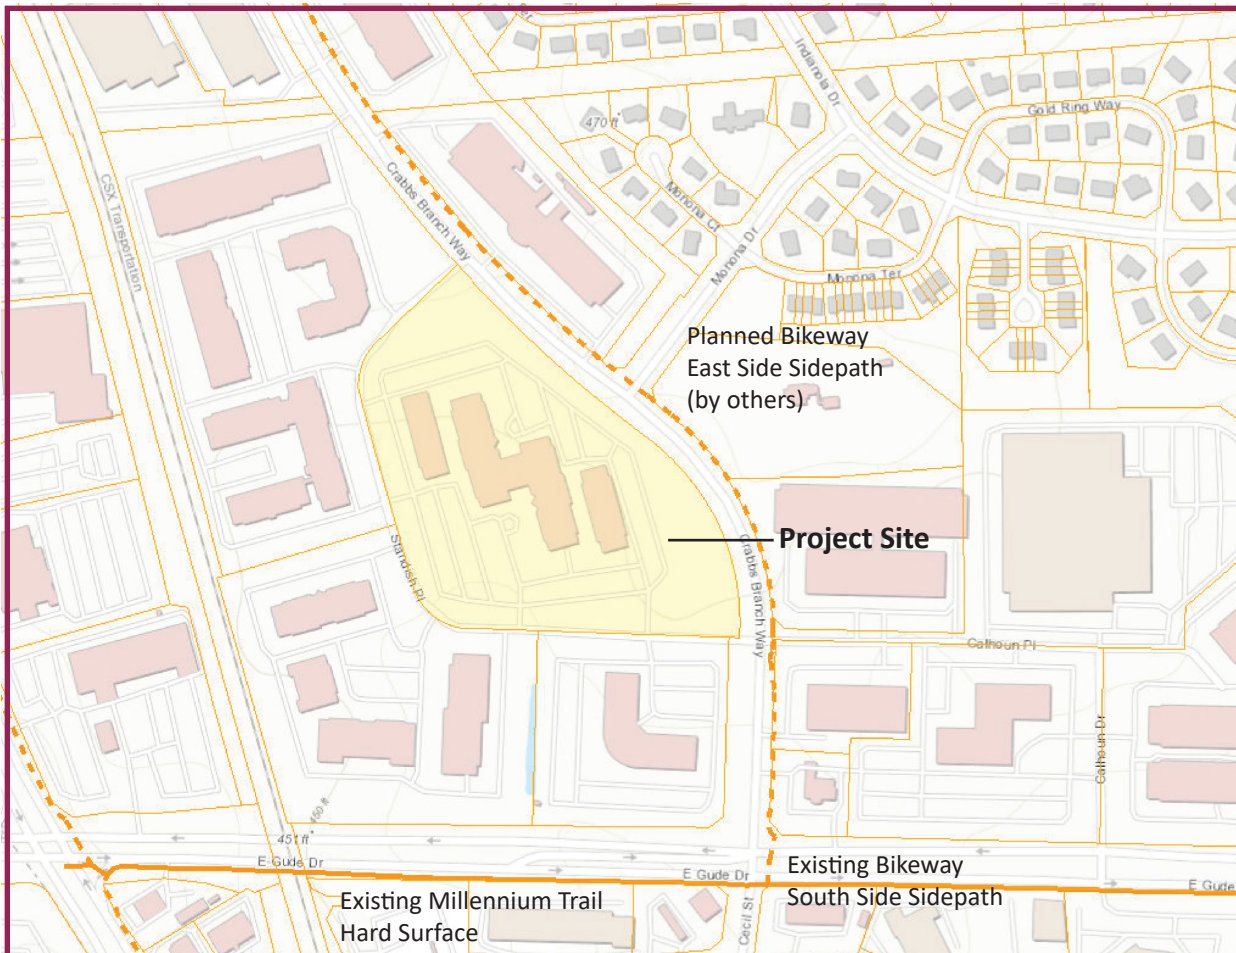 Indianola Dr
Gold Ring Way
470 ft
CSX Transportation
Crabbs Branch Way
Monona Ct
Monona Dr
Monona Ter
Planned Bikeway
East Side Sidepath
(by others)
Project Site
Standish Pl
Crabbs Branch Way
Calhoun Pl
Calhoun Dr
450 ft
451 ft
E Gude Dr
E Gude Dr
E Gude
Existing Bikeway
South Side Sidepath
Existing Millennium Trail
Hard Surface
Cecil St